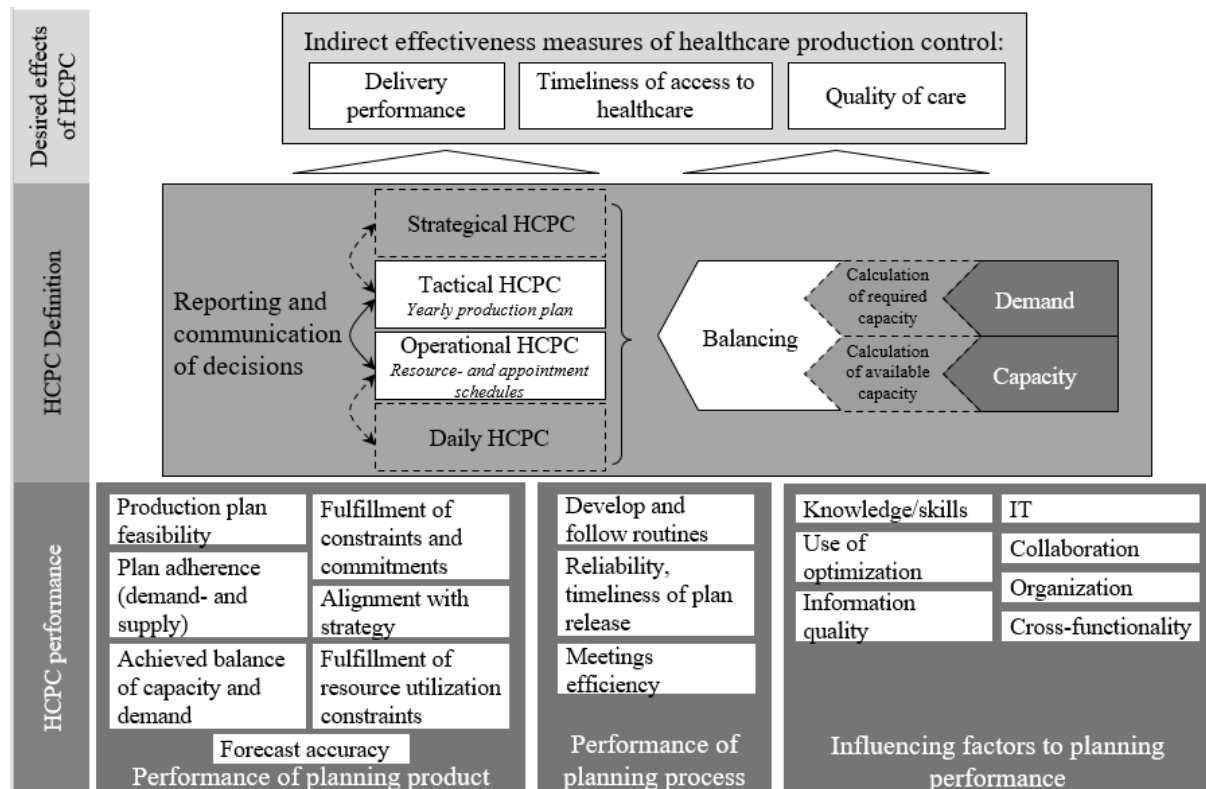 Desired effects
of HCPC
Indirect effectiveness measures of healthcare production control:
Delivery
performance
Timeliness of access to
healthcare
Quality of care
HCPC Definition
Reporting and
communication
of decisions
Strategical HCPC
Tactical HCPC
Yearly production plan
Operational HCPC
Resource- and appointment
schedules
Daily HCPC
Balancing
Calculation
of required
capacity
Demand
Calculation
of available
capacity
Capacity
HCPC performance
Production plan
feasibility
Plan adherence
(demand- and
supply)
Achieved balance
of capacity and
demand
Fulfillment of
constraints and
commitments
Alignment with
strategy
Fulfillment of
resource utilization
constraints
Forecast accuracy
Performance of planning product
Develop and
follow routines
Reliability,
timeliness of plan
release
Meetings
efficiency
Performance of
planning process
Knowledge/skills
Use of
optimization
Information
quality
IT
Collaboration
Organization
Cross-functionality
Influencing factors to planning
performance